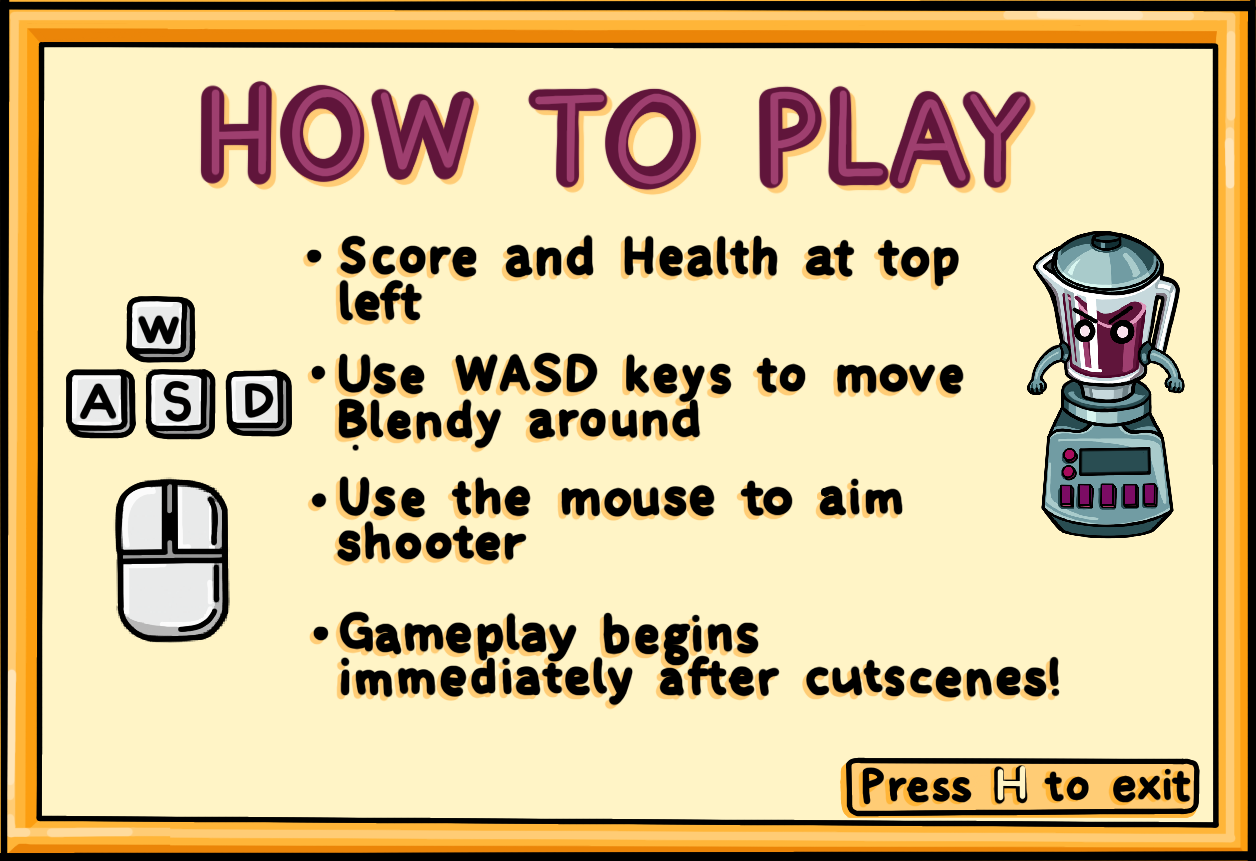 HOW TO PLAY
• Score and Health at top
left
• Use WASD keys to move
Blendy around
• Use the mouse to aim
shooter
• Gameplay begins
immediately after cutscenes!
W
A S D
Press H to exit